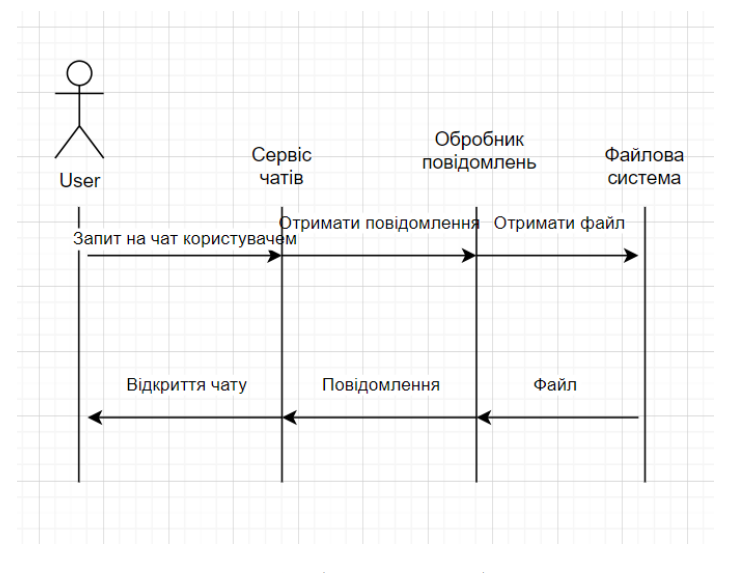 User
Сервіс
чатів
Обробник
повідомлень
Файлова
система
Запит на чат користувачем
Отримати повідомлення
Отримати файл
Відкриття чату
Повідомлення
Файл